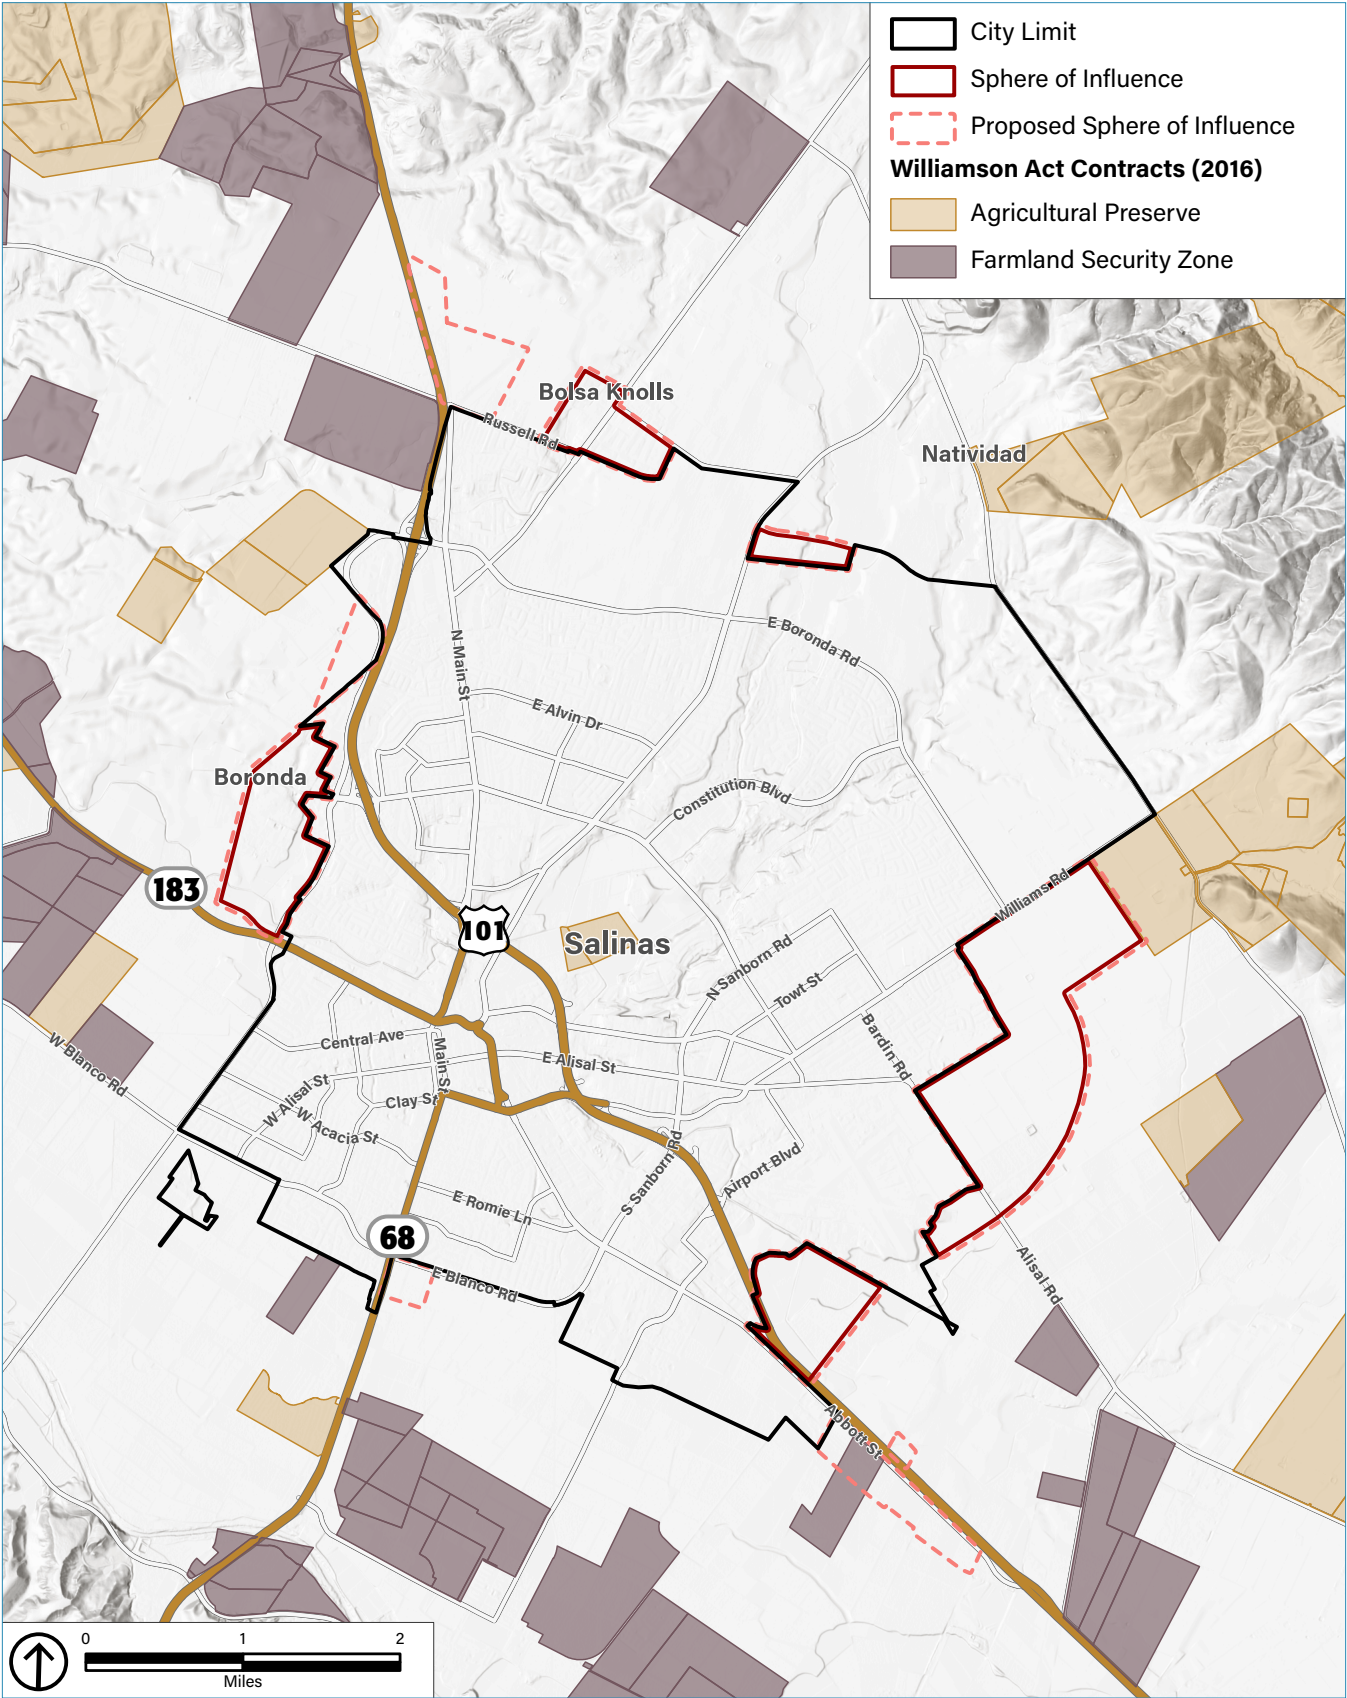 City Limit
Sphere of Influence
Proposed Sphere of Influence
Williamson Act Contracts (2016)
Agricultural Preserve
Farmland Security Zone
Bolsa Knolls
Russell Rd
Natividad
E Boronda Rd
N Main St
E Alvin Dr
Boronda
Constitution Blvd
183
Williams Rd
101
Salinas
N Sanborn Rd
Towt St
Bardin Rd
Central Ave
Main St
E Alisal St
W Blanco Rd
W Alisal St
Clay St
W Acacia St
S Sanborn Rd
Airport Blvd
E Romie Ln
68
E Blanco Rd
Alisal Rd
Abbott St
0 1 2
Miles